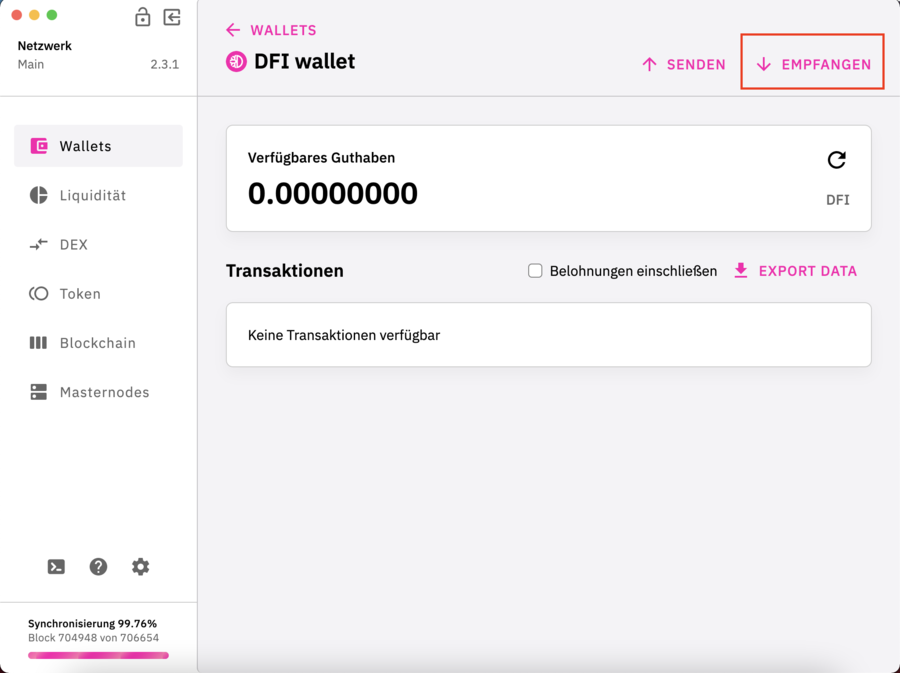 Netzwerk
Main 2.3.1
Wallets
Liquidität
DEX
Token
Blockchain
Masternodes
Synchronisierung 99.76%
Block 704948 von 706654
WALLETS
DFI wallet
SENDEN
EMPFANGEN
Verfügbares Guthaben
0.00000000
DFI
Transaktionen
Belohnungen einschließen
EXPORT DATA
Keine Transaktionen verfügbar